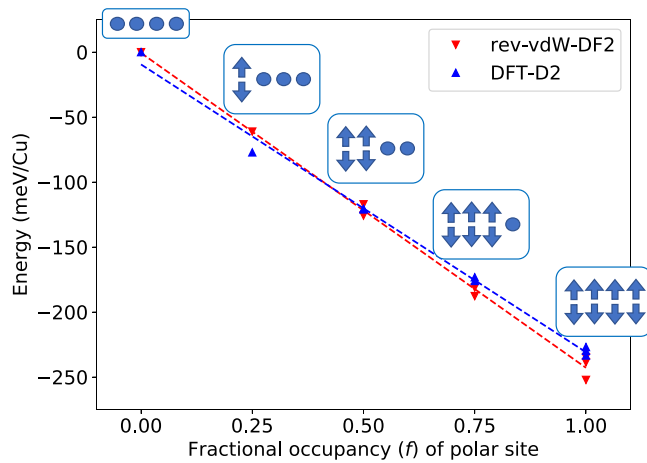 rev-vdW-DF2
DFT-D2
Energy (meV/Cu)
0
−50
−100
−150
−200
−250
0.00 0.25 0.50 0.75 1.00
Fractional occupancy (f) of polar site